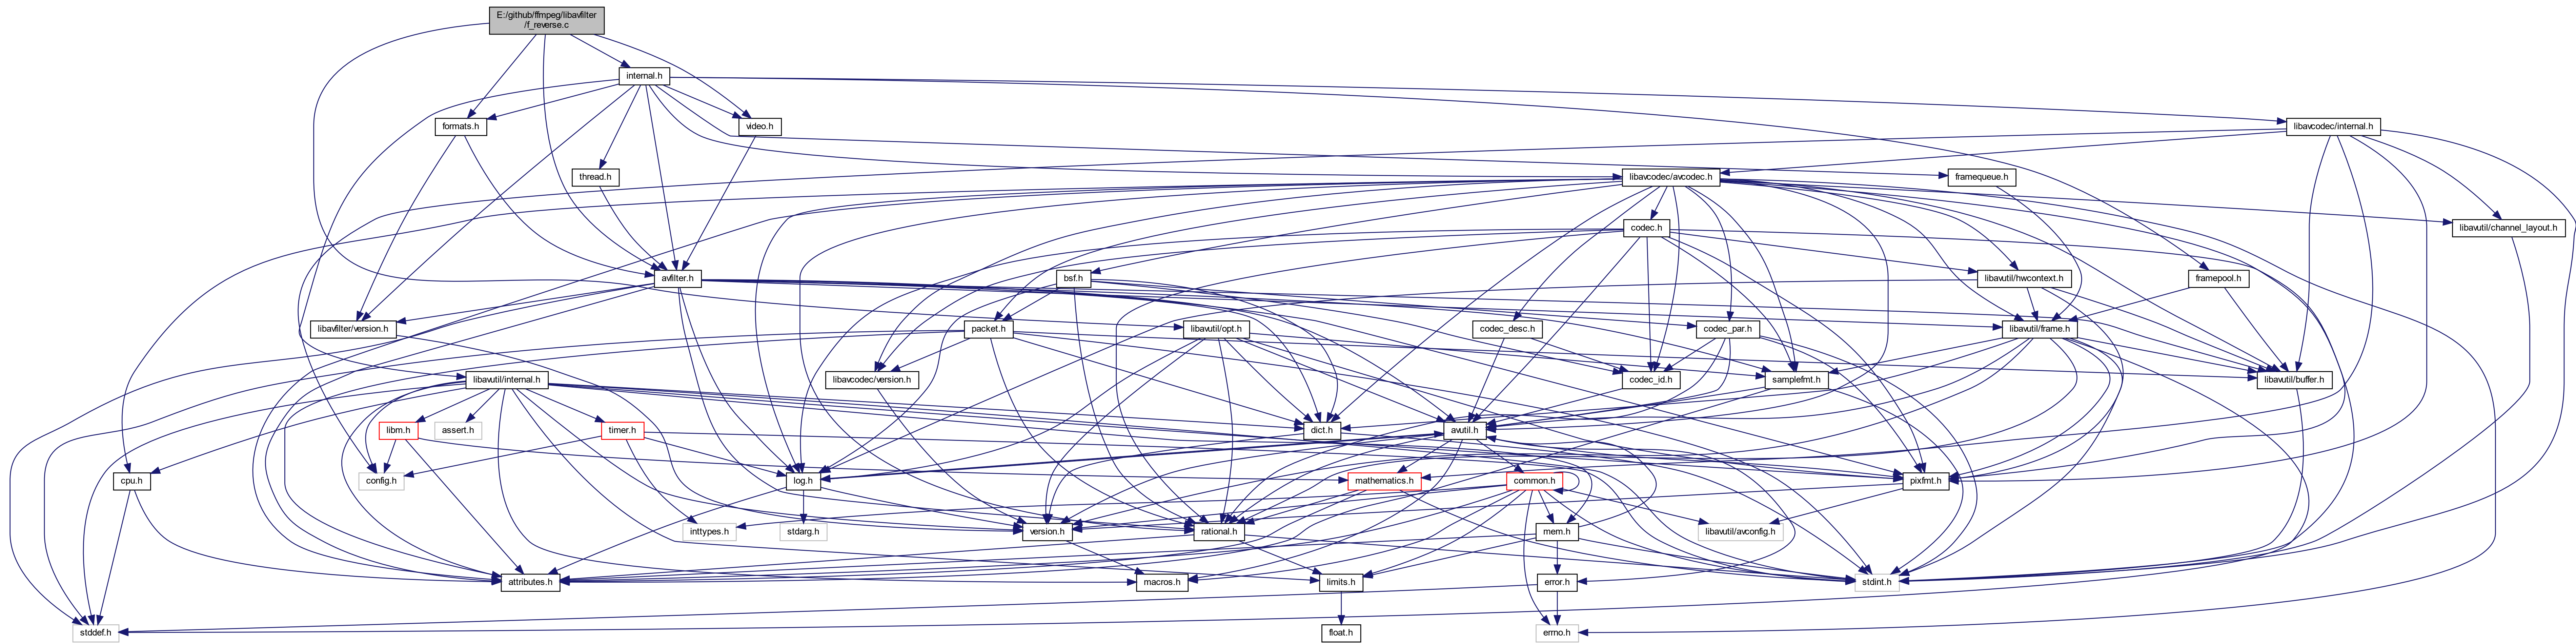 E:/github/ffmpeg/libavfilter
/f_reverse.c
internal.h
formats.h
video.h
libavcodec/internal.h
thread.h
libavcodec/avcodec.h
framequeue.h
codec.h
libavutil/channel_layout.h
avfilter.h
bsf.h
libavutil/hwcontext.h
framepool.h
libavfilter/version.h
packet.h
libavutil/opt.h
codec_desc.h
codec_par.h
libavutil/frame.h
libavutil/internal.h
libavcodec/version.h
codec_id.h
samplefmt.h
libavutil/buffer.h
libm.h
assert.h
timer.h
dict.h
avutil.h
cpu.h
config.h
log.h
mathematics.h
common.h
pixfmt.h
inttypes.h
stdarg.h
version.h
rational.h
mem.h
libavutil/avconfig.h
attributes.h
macros.h
limits.h
error.h
stdint.h
stddef.h
float.h
errno.h